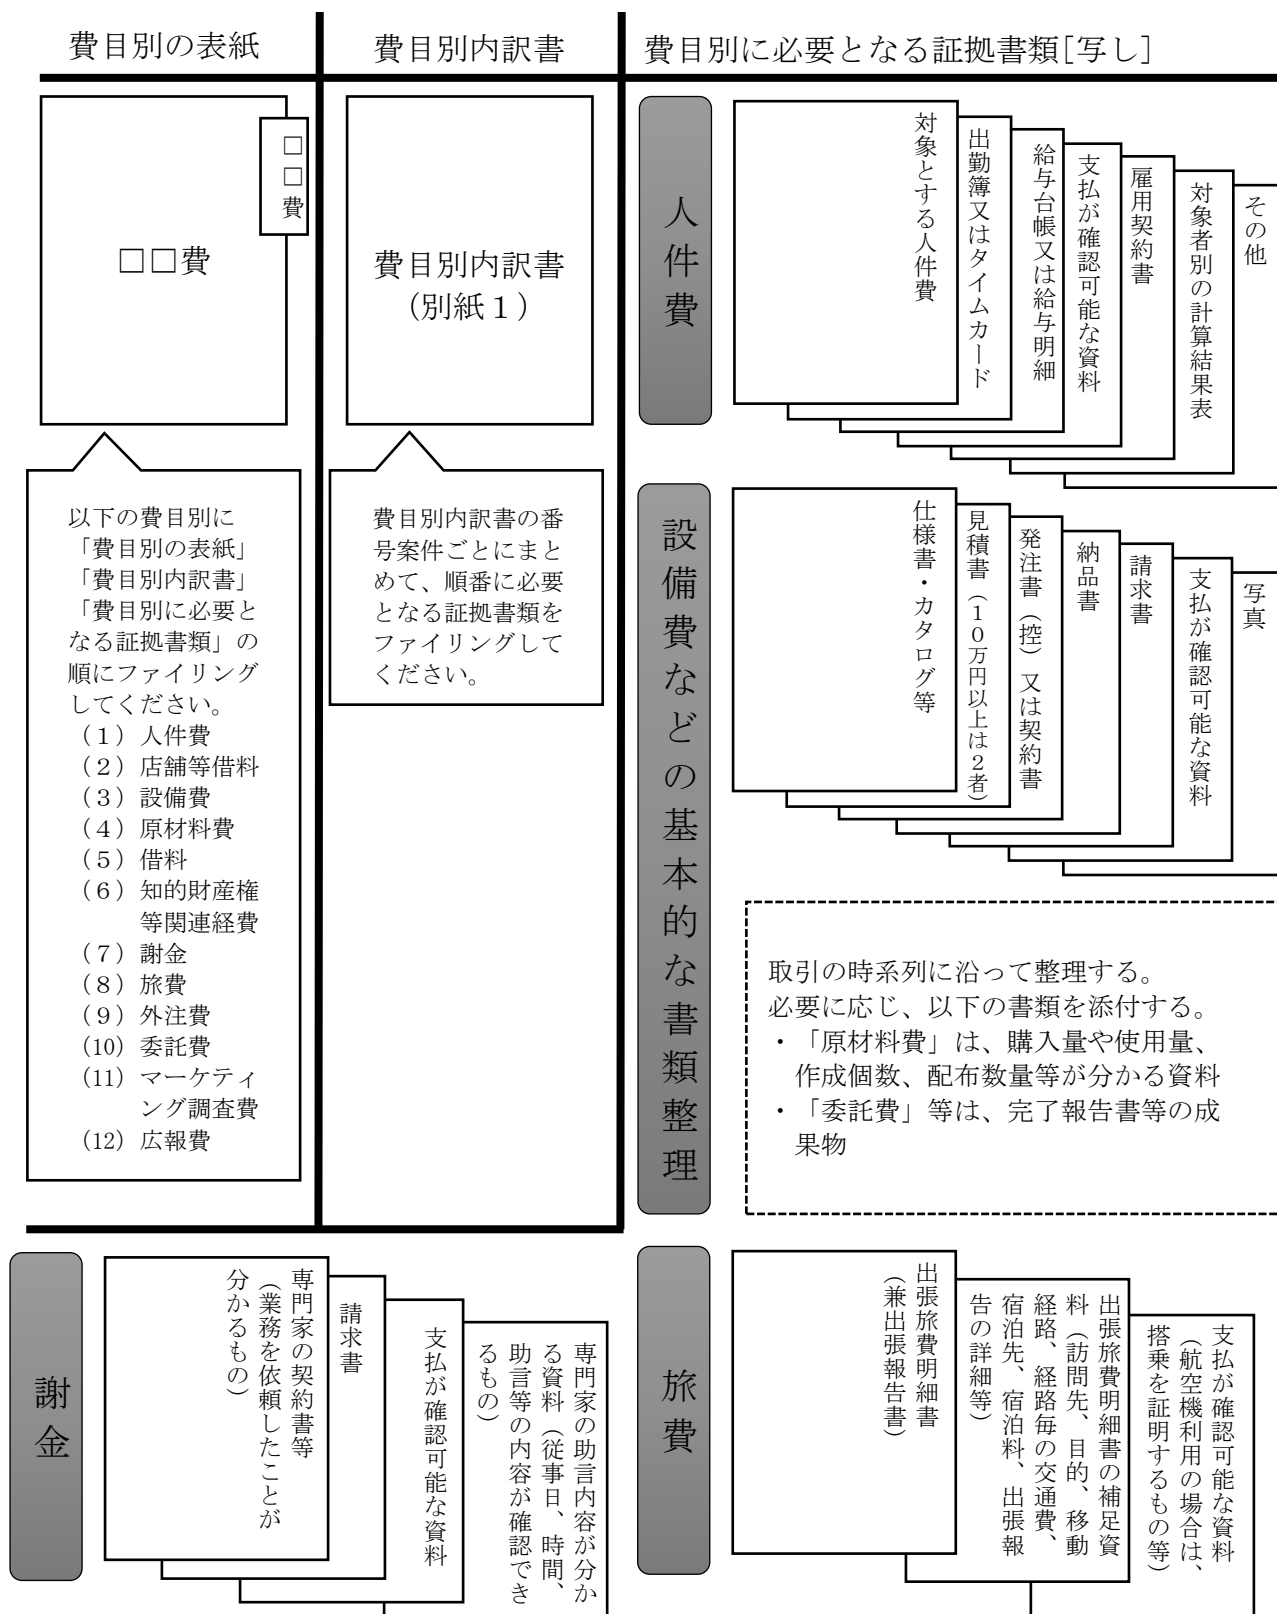 費目別の表紙
費目別内訳書
費目別に必要となる証拠書類[写し]
□□費
□□費
費目別内訳書
(別紙１)
人件費
対象とする人件費
出勤簿又はタイムカード
給与台帳又は給与明細
支払が確認可能な資料
雇用契約書
対象者別の計算結果表
その他
以下の費目別に
「費目別の表紙」
「費目別内訳書」
「費目別に必要と
なる証拠書類」の
順にファイリング
してください。
(１) 人件費
(２) 店舗等借料
(３) 設備費
(４) 原材料費
(５) 借料
(６) 知的財産権
等関連経費
(７) 謝金
(８) 旅費
(９) 外注費
(10) 委託費
(11) マーケティ
ング調査費
(12) 広報費
費目別内訳書の番
号案件ごとにまと
めて、順番に必要
となる証拠書類を
ファイリングして
ください。
設備費などの基本的な書類整理
仕様書・カタログ等
見積書（１０万円以上は２者）
発注書（控）又は契約書
納品書
請求書
支払が確認可能な資料
写真
取引の時系列に沿って整理する。
必要に応じ、以下の書類を添付する。
・「原材料費」は、購入量や使用量、
作成個数、配布数量等が分かる資料
・「委託費」等は、完了報告書等の成
果物
謝金
専門家の契約書等
（業務を依頼したことが
分かるもの）
請求書
支払が確認可能な資料
専門家の助言内容が分か
る資料（従事日、時間、
助言等の内容が確認でき
るもの）
旅費
出張旅費明細書
（兼出張報告書）
出張旅費明細書の補足資
料（訪問先、目的、移動
経路、経路毎の交通費、
宿泊先、宿泊料、出張報
告の詳細等）
支払が確認可能な資料
（航空機利用の場合は、
搭乗を証明するもの等）